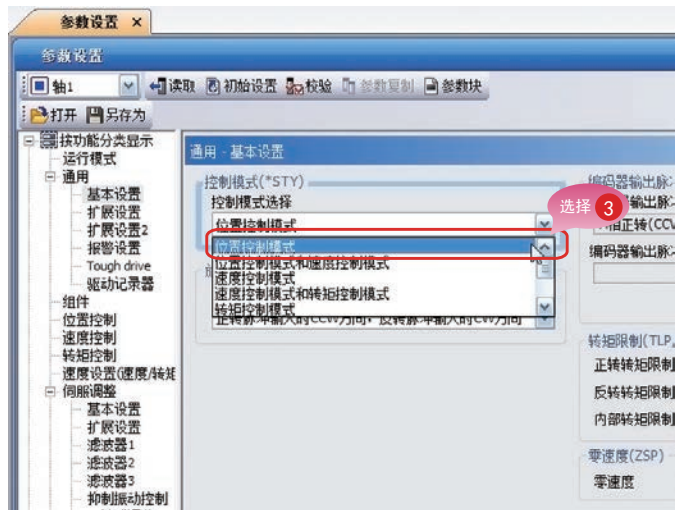 参数设置 ×
参数设置
轴1 读取 初始设置 校验 参数复制 参数块
打开 另存为
按功能分类显示
运行模式
通用
基本设置
扩展设置
扩展设置2
报警设置
Tough drive
驱动记录器
组件
位置控制
速度控制
转矩控制
速度设置(速度/转矩
伺服调整
基本设置
扩展设置
滤波器1
滤波器2
滤波器3
抑制振动控制
通用 - 基本设置
控制模式(*STY)
控制模式选择
位置控制模式
位置控制模式
位置控制模式和速度控制模式
速度控制模式
速度控制模式和转矩控制模式
转矩控制模式
正转脉冲输入的CCW方向，反转脉冲输入的CW方向
选择 3
编码器输出脉冲
输出脉冲
相正转(CCW
编码器输出脉冲
转矩限制(TLP,
正转转矩限制
反转转矩限制
内部转矩限制
零速度(ZSP)
零速度